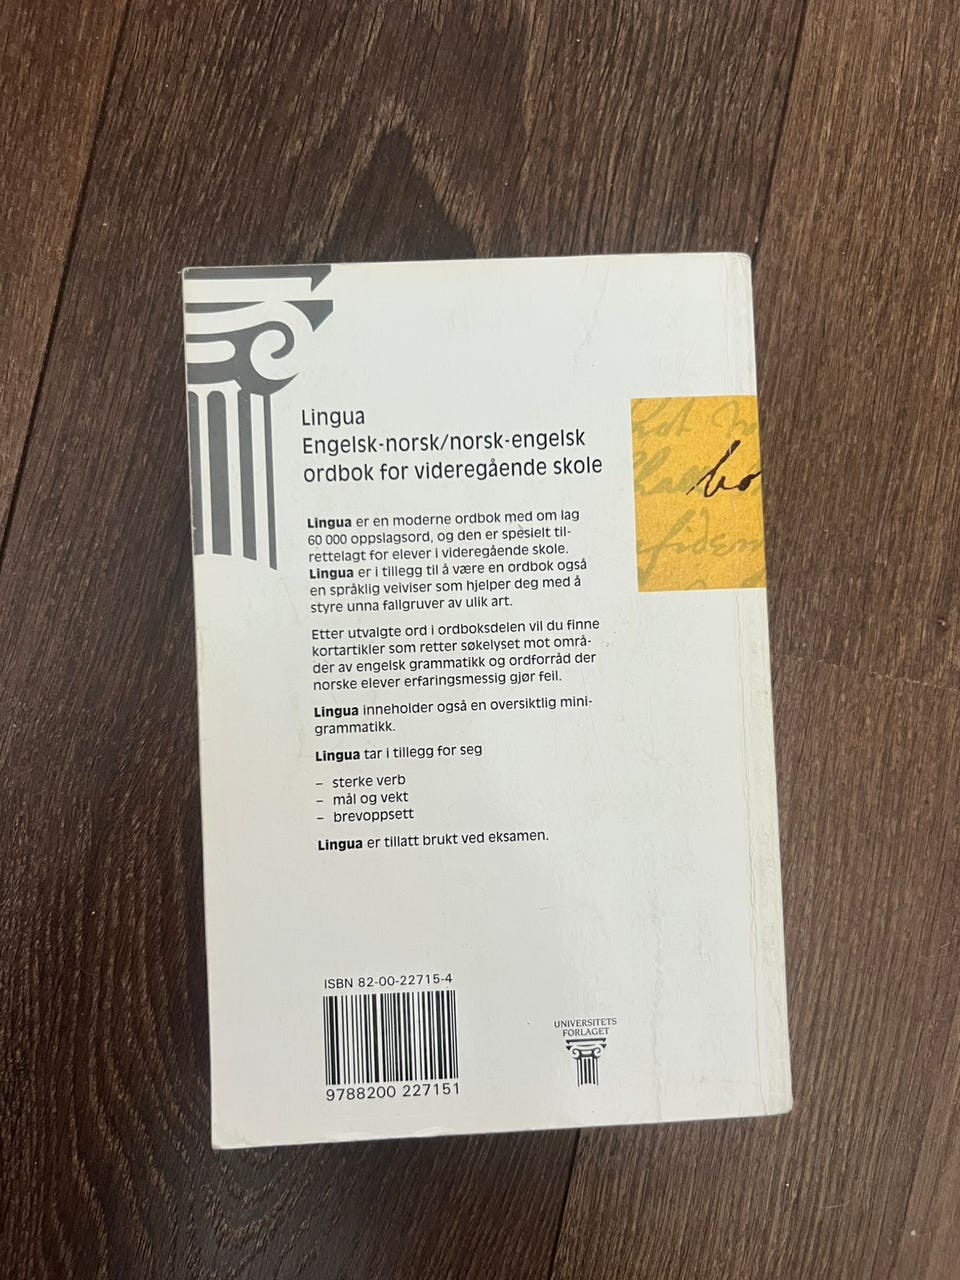 Lingua
Engelsk-norsk/norsk-engelsk
ordbok for videregående skole
Lingua er en moderne ordbok med om lag
60 000 oppslagsord, og den er spesielt til-
rettelagt for elever i videregående skole.
Lingua er i tillegg til å være en ordbok også
en språklig veiviser som hjelper deg med å
styre unna fallgruver av ulik art.
Etter utvalgte ord i ordboksdelen vil du finne
kortartikler som retter søkelyset mot områ-
der av engelsk grammatikk og ordforråd der
norske elever erfaringsmessig gjør feil.
Lingua inneholder også en oversiktlig mini-
grammatikk.
Lingua tar i tillegg for seg
– sterke verb
– mål og vekt
– brevoppsett
Lingua er tillatt brukt ved eksamen.
ISBN 82-00-22715-4
9788200 227151
UNIVERSITETS
FORLAGET